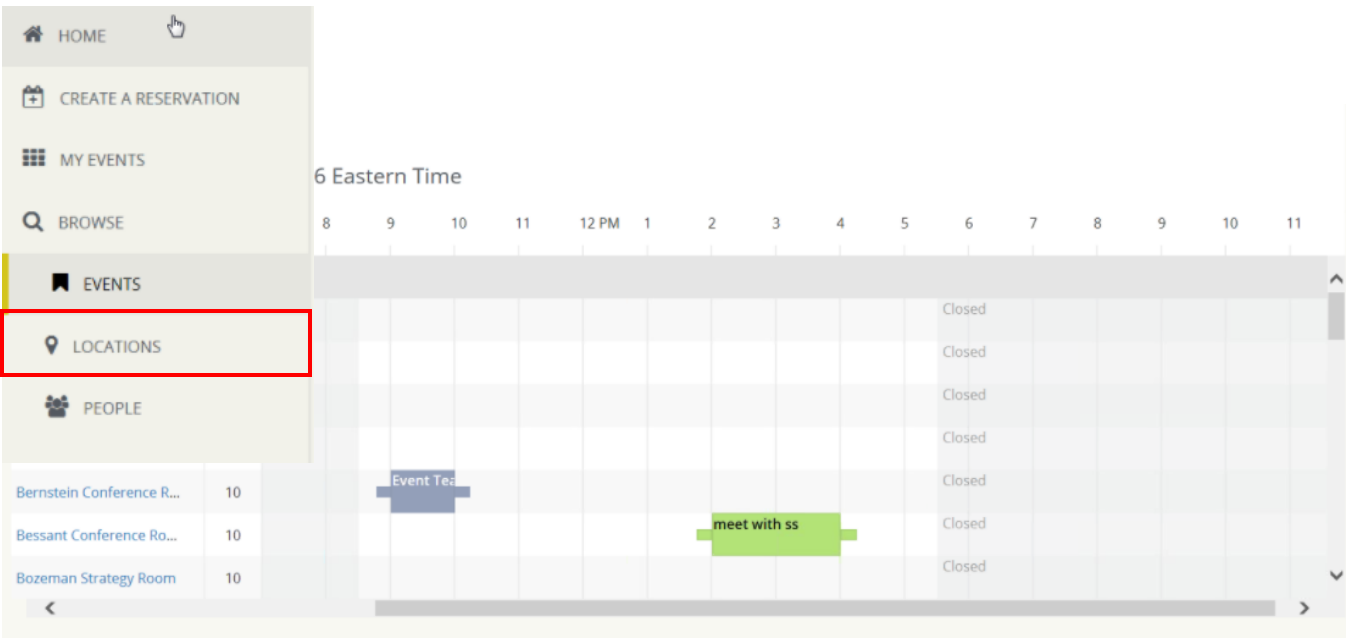 HOME
CREATE A RESERVATION
MY EVENTS
6 Eastern Time
BROWSE
8 9 10 11 12 PM 1 2 3 4 5 6 7 8 9 10 11
EVENTS
Closed
LOCATIONS
Closed
Closed
PEOPLE
Closed
Bernstein Conference R... 10 Event Tea Closed
Bessant Conference Ro... 10 meet with ss Closed
Bozeman Strategy Room 10 Closed